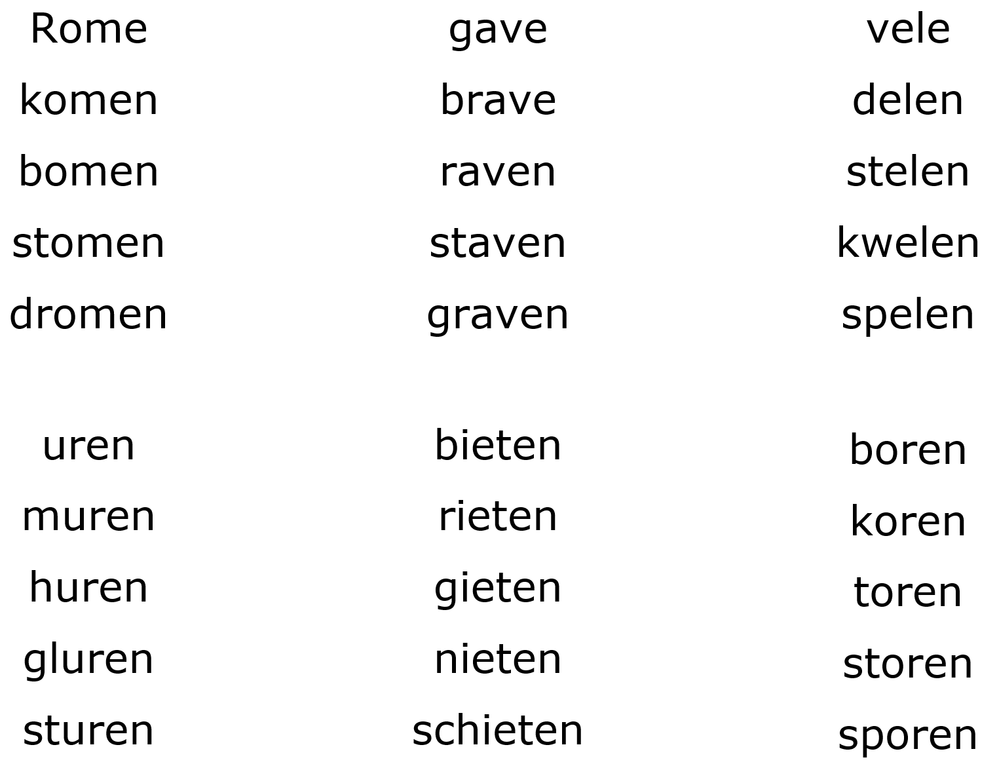 Rome gave vele
komen brave delen
bomen raven stelen
stomen staven kwelen
dromen graven spelen
uren bieten boren
muren rieten koren
huren gieten toren
gluren nieten storen
sturen schieten sporen